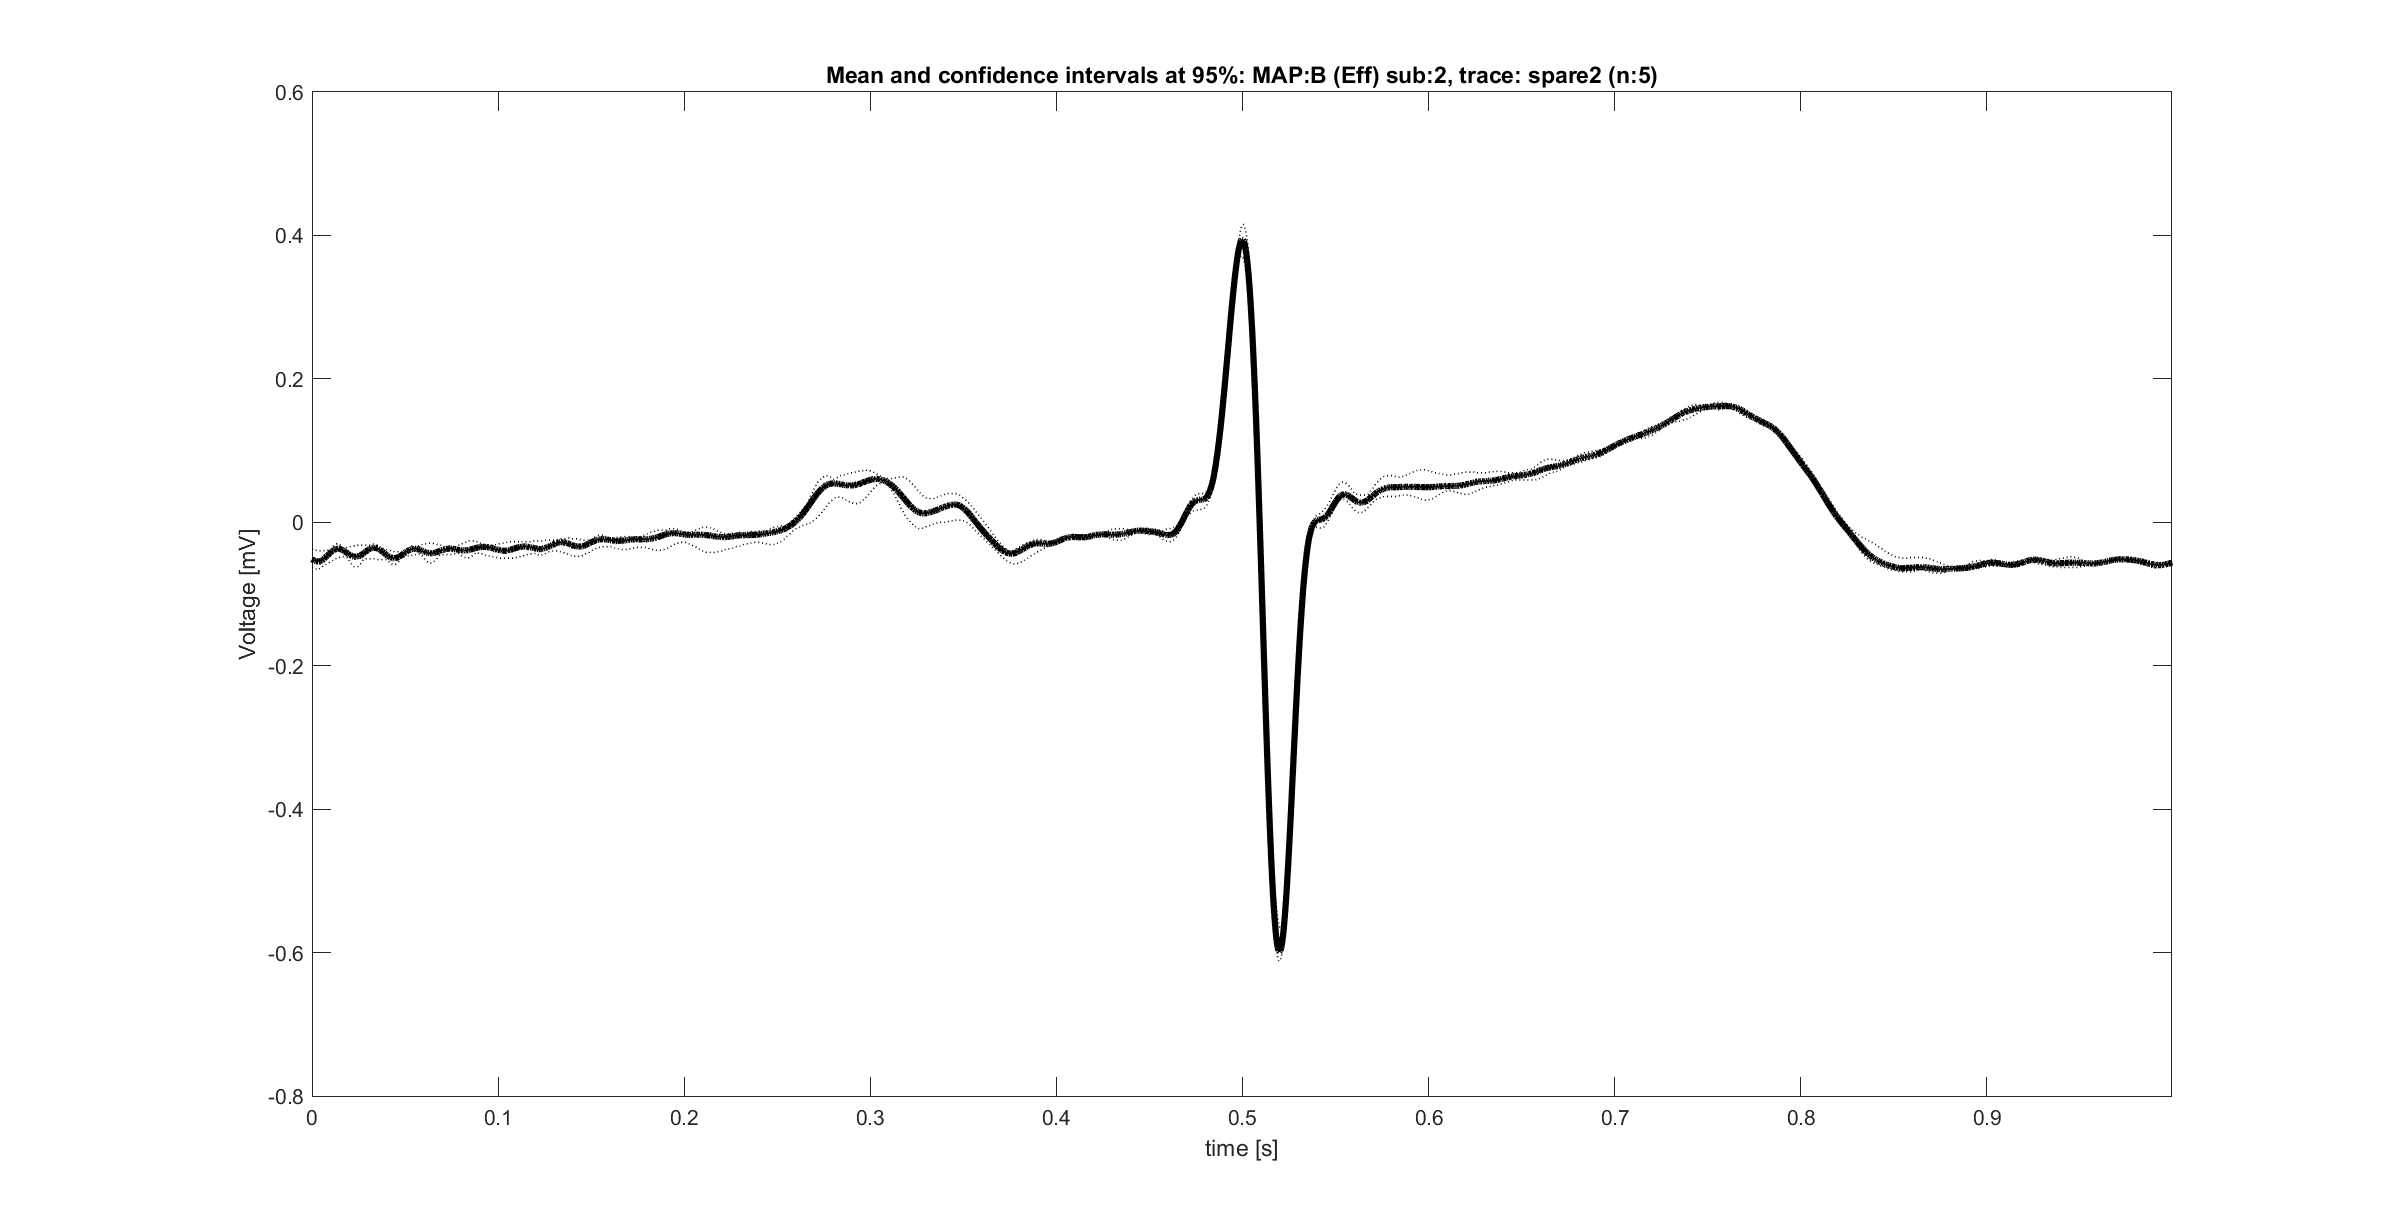 Mean and confidence intervals at 95%: MAP:B (Eff) sub:2, trace: spare2 (n:5)
0.6
0.4
0.2
0
-0.2
-0.4
-0.6
-0.8
Voltage [mV]
0 0.1 0.2 0.3 0.4 0.5 0.6 0.7 0.8 0.9
time [s]